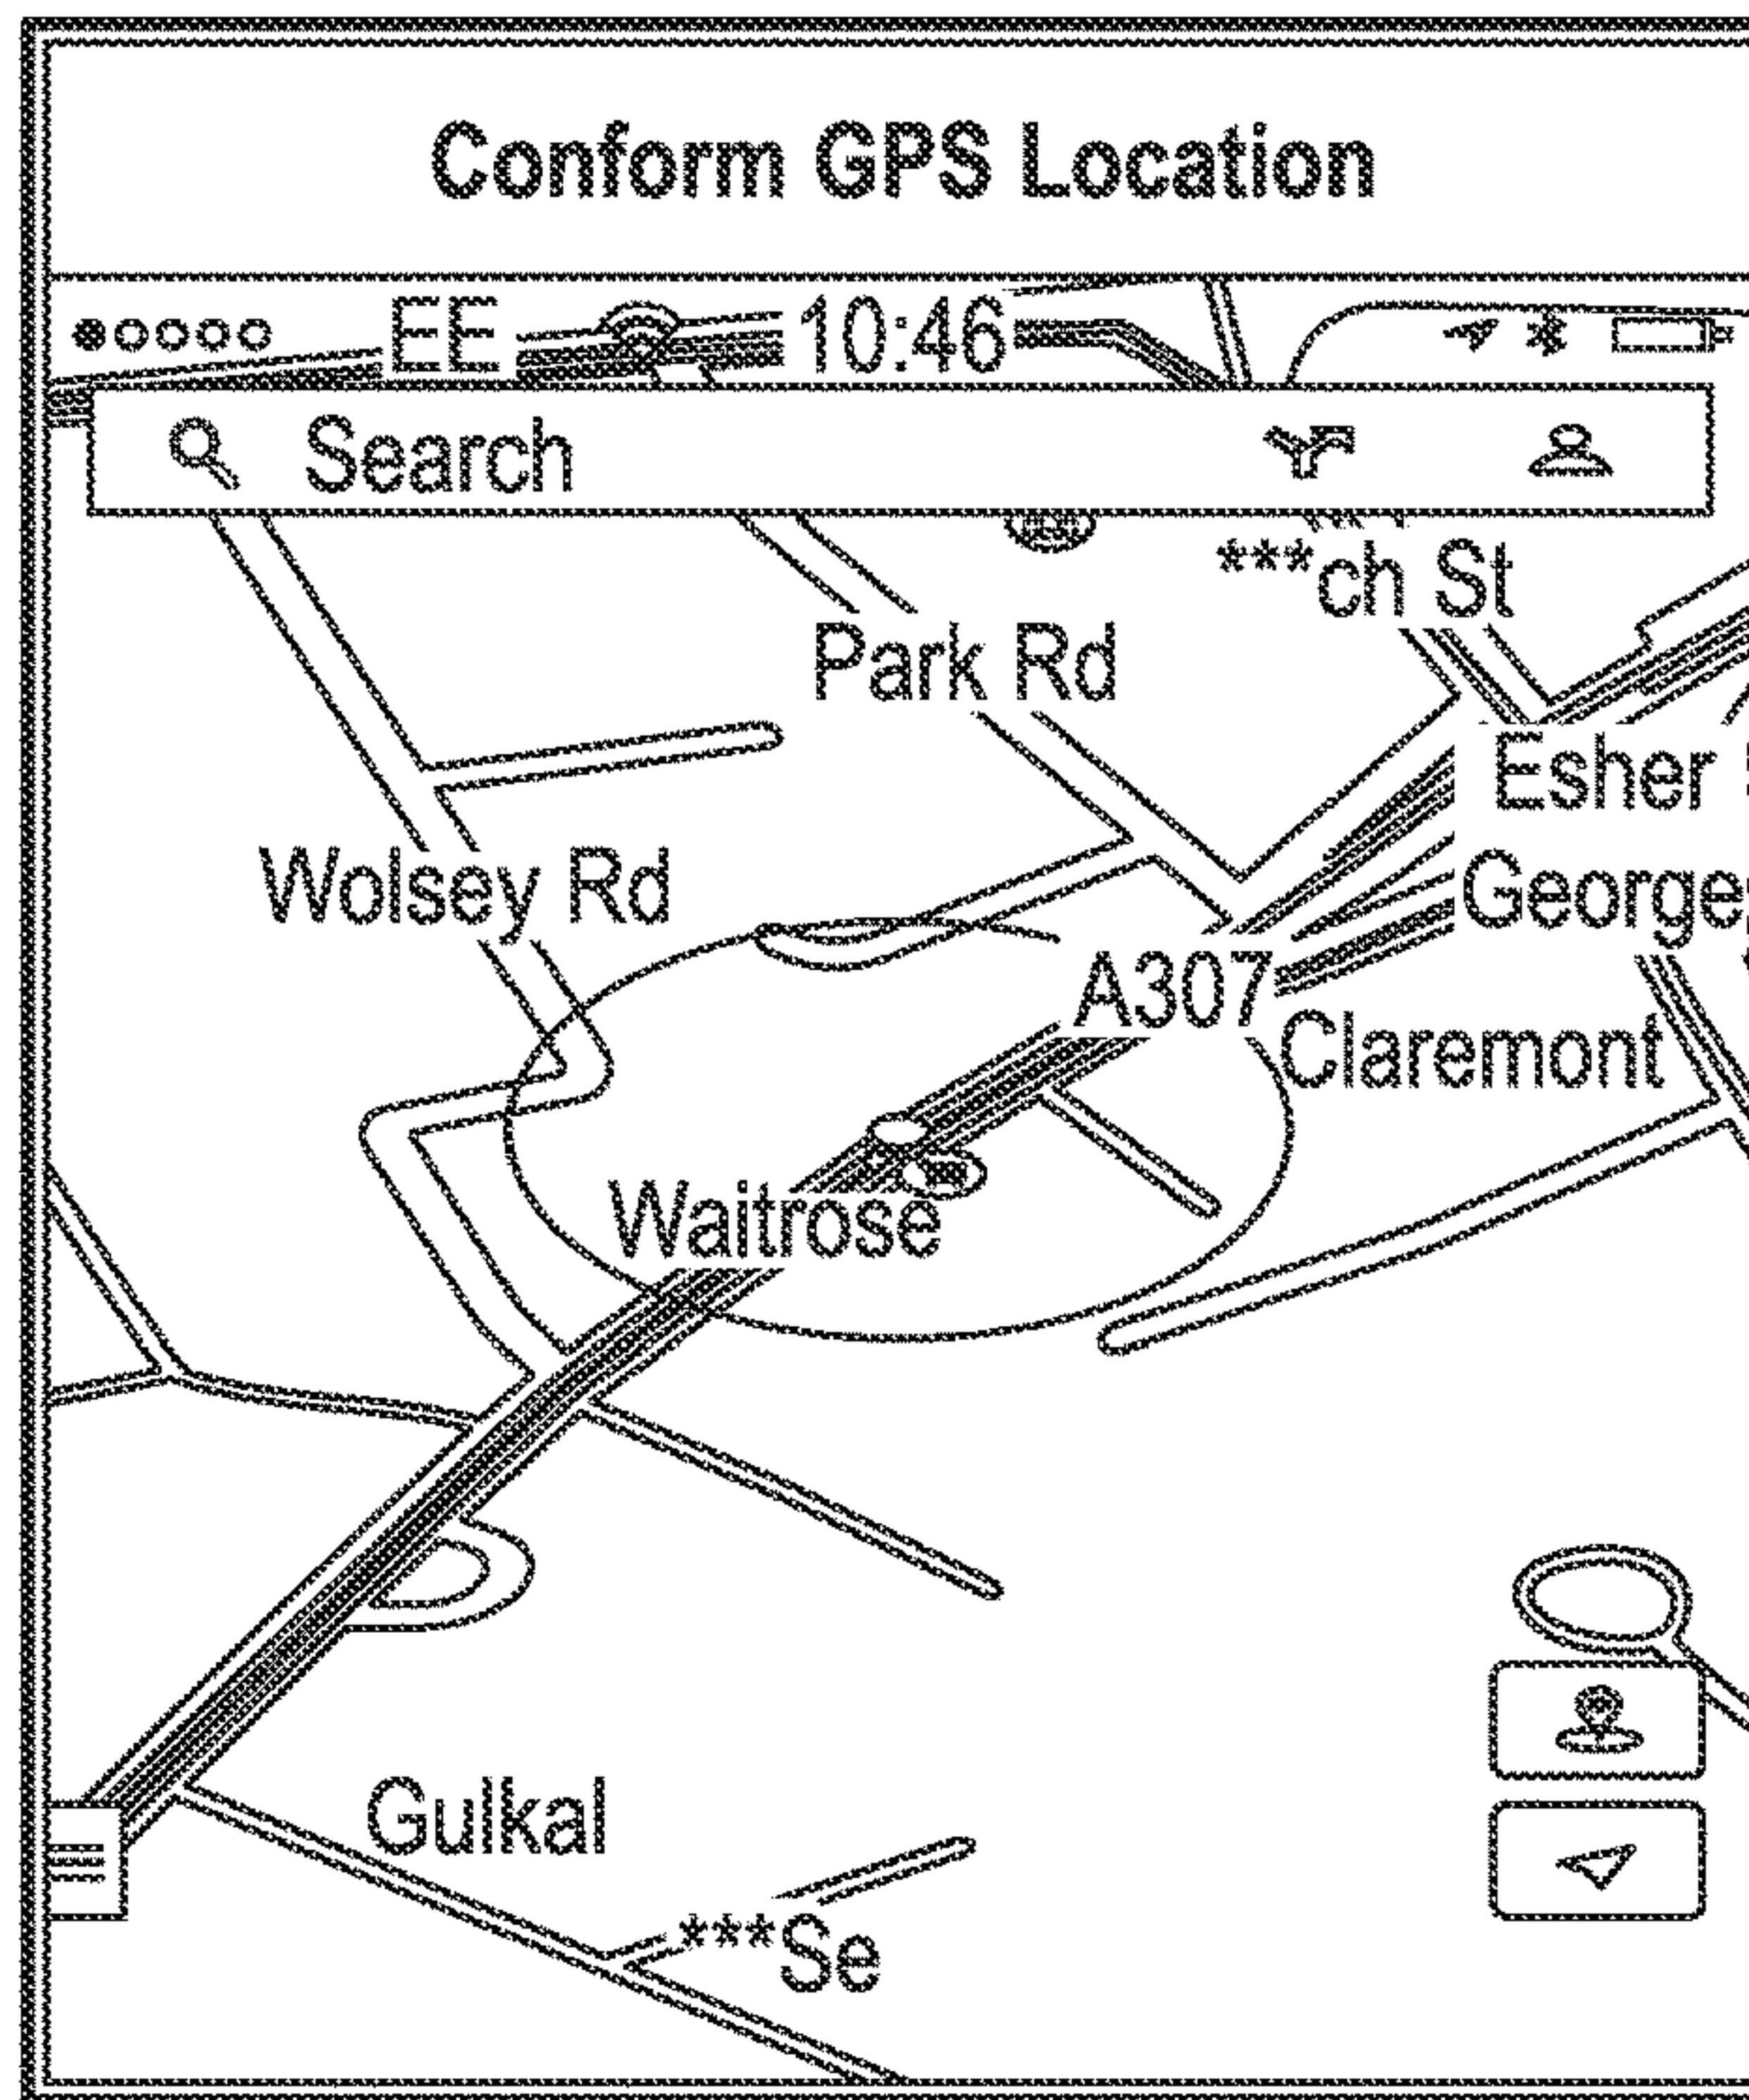 Conform GPS Location
EE 10:46
Search
***ch St
Park Rd
Esher
Wolsey Rd
George
A307
Claremont
Waitrose
Gulkal
***Se